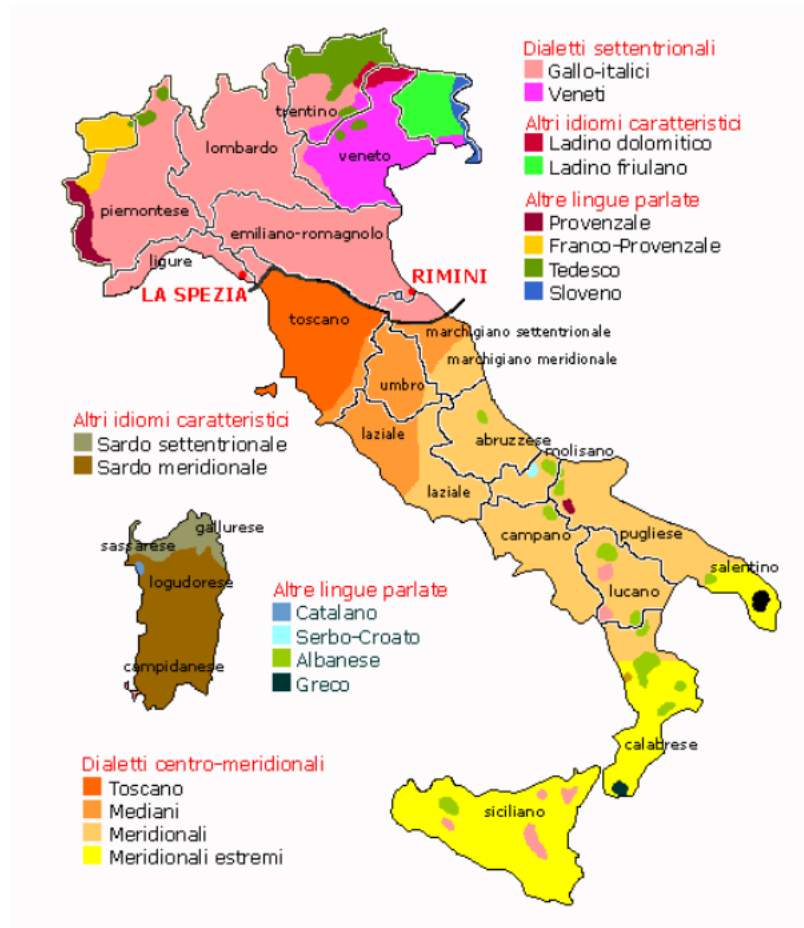 Dialetti settentrionali
Gallo-italici
Veneti
Altri idiomi caratteristici
Ladino dolomitico
Ladino friulano
Altre lingue parlate
Provenzale
Franco-Provenzale
Tedesco
Sloveno
trentino
lombardo
veneto
piemontese
emiliano-romagnolo
ligure
LA SPEZIA
RIMINI
toscano
marchigiano settentrionale
marchigiano meridionale
umbro
laziale
abruzzese
molisano
laziale
campano
pugliese
lucano
salentino
calabrese
siciliano
Altri idiomi caratteristici
Sardo settentrionale
Sardo meridionale
gallurese
sassarese
logudorese
campidanese
Altre lingue parlate
Catalano
Serbo-Croato
Albanese
Greco
Dialetti centro-meridionali
Toscano
Mediani
Meridionali
Meridionali estremi